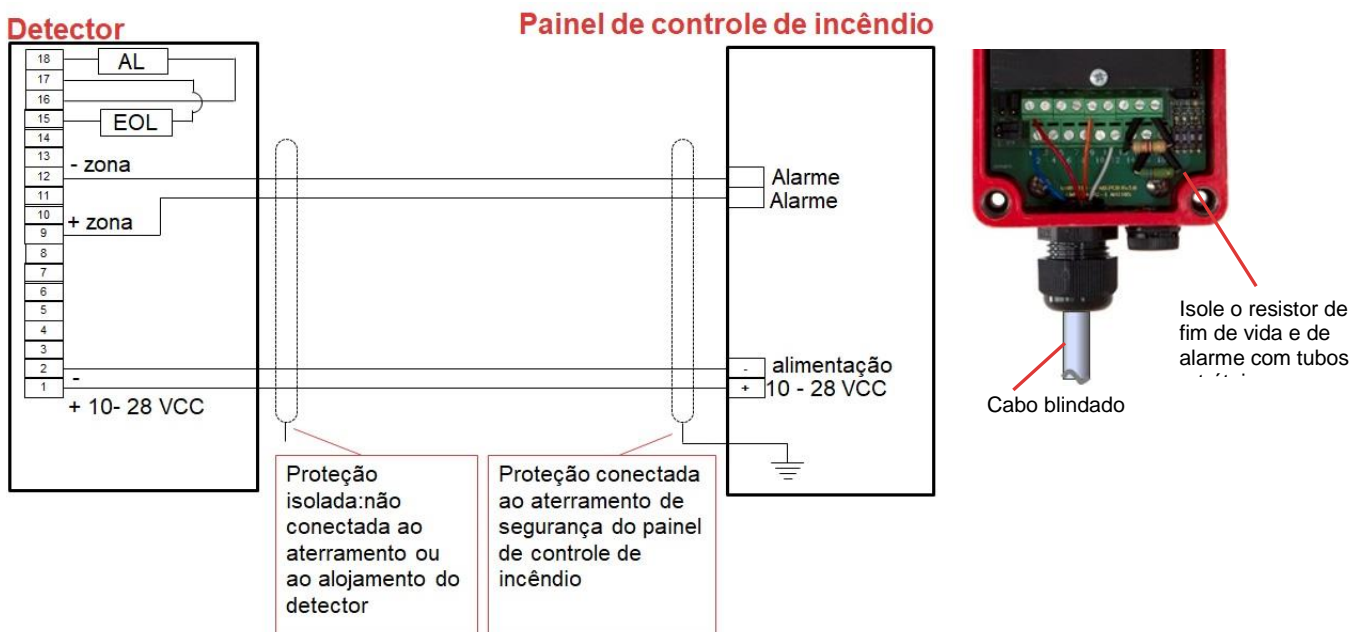 Detector
Painel de controle de incêndio
18
17
16
15
14
13
12
11
10
9
8
7
6
5
4
3
2
1
AL
EOL
- zona
+ zona
-
+ 10- 28 VCC
Alarme
Alarme
- alimentação
+ 10 - 28 VCC
Proteção
isolada:não
conectada ao
aterramento ou
ao alojamento do
detector
Proteção conectada
ao aterramento de
segurança do painel
de controle de
incêndio
Cabo blindado
Isole o resistor de
fim de vida e de
alarme com tubos